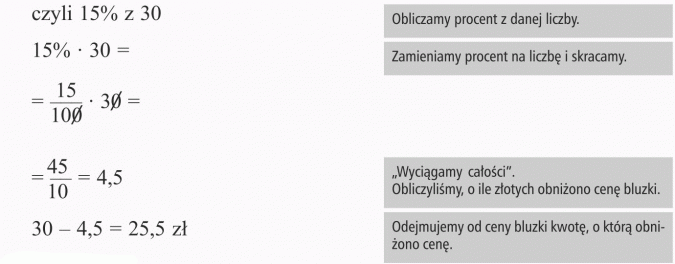 czyli 15% z 30
Obliczamy procent z danej liczby.
15% · 30 =
Zamieniamy procent na liczbę i skracamy.
= 15/100 · 30 =
= 45/10 = 4,5
„Wyciągamy całości”.
Obliczyliśmy, o ile złotych obniżono cenę bluzki.
30 – 4,5 = 25,5 zł
Odejmujemy od ceny bluzki kwotę, o którą obni-
żono cenę.